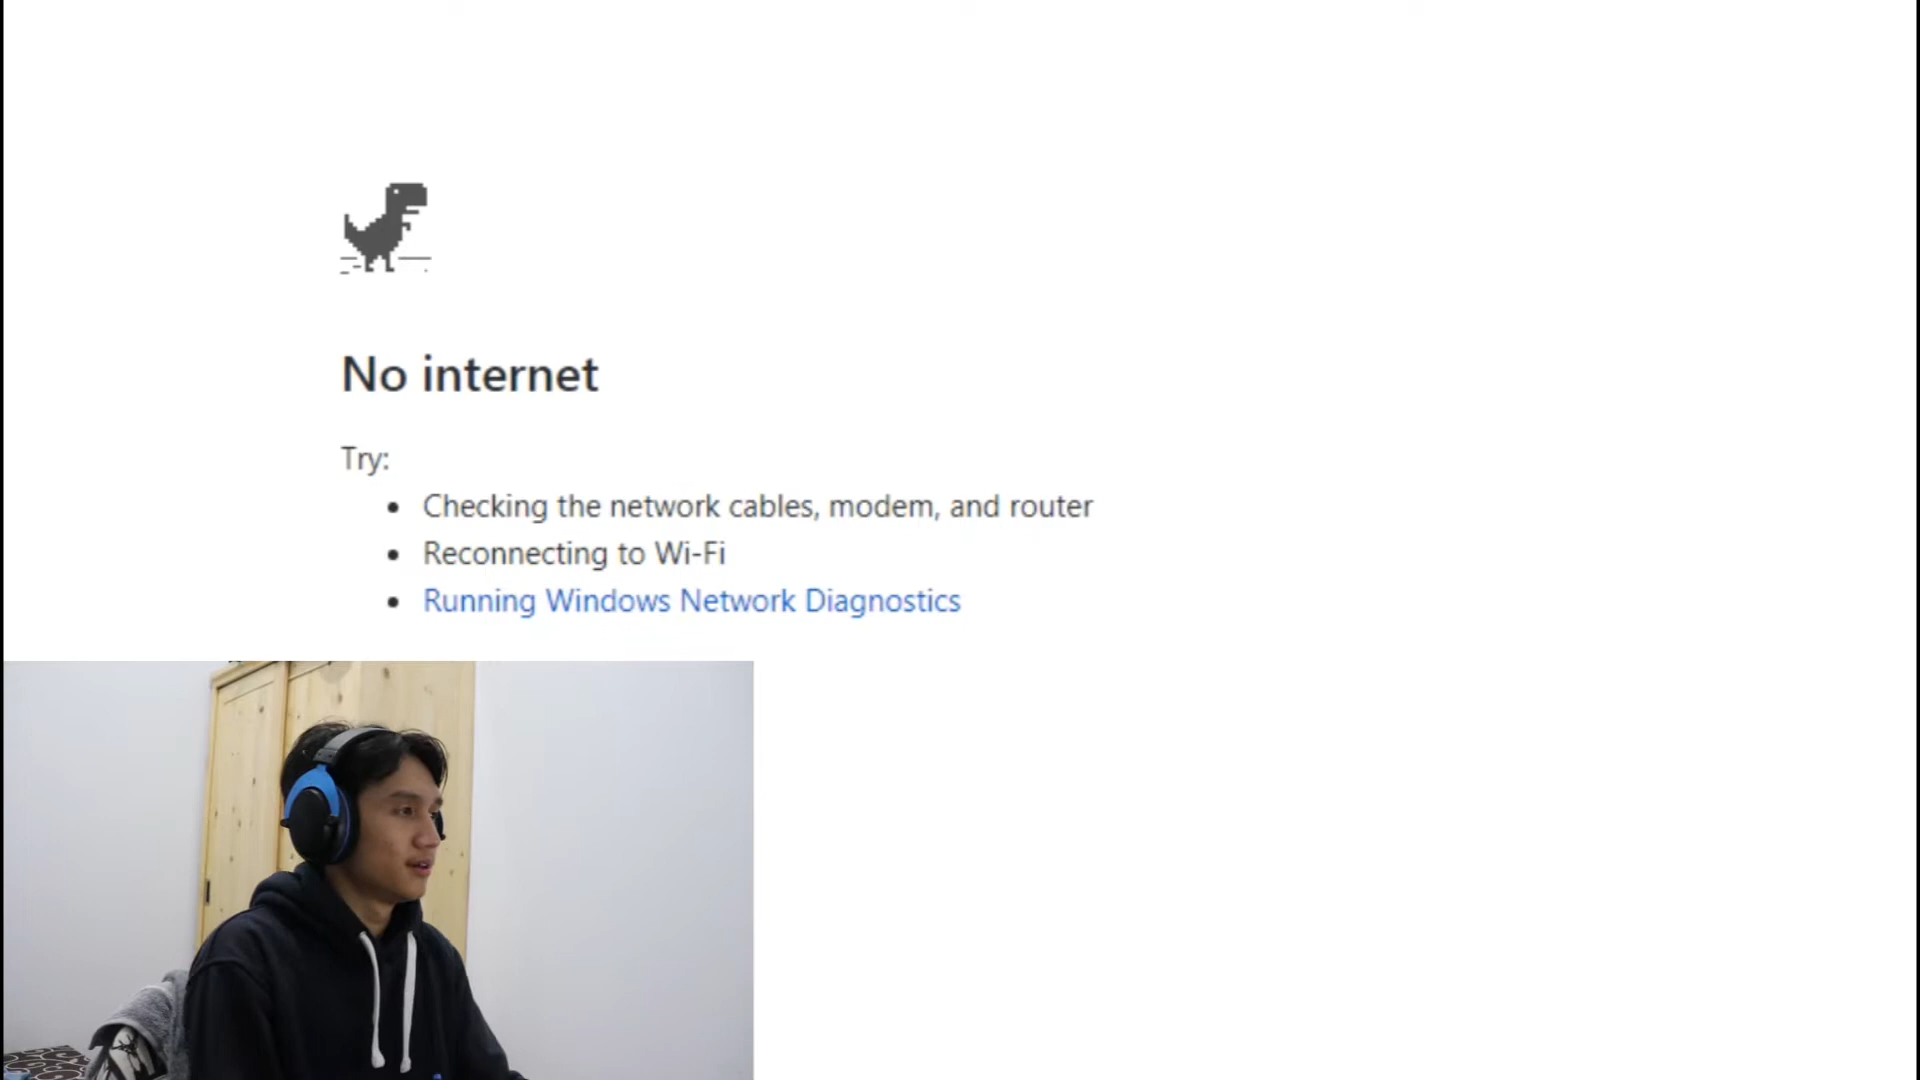 No internet
Try:
Checking the network cables, modem, and router
Reconnecting to Wi-Fi
Running Windows Network Diagnostics